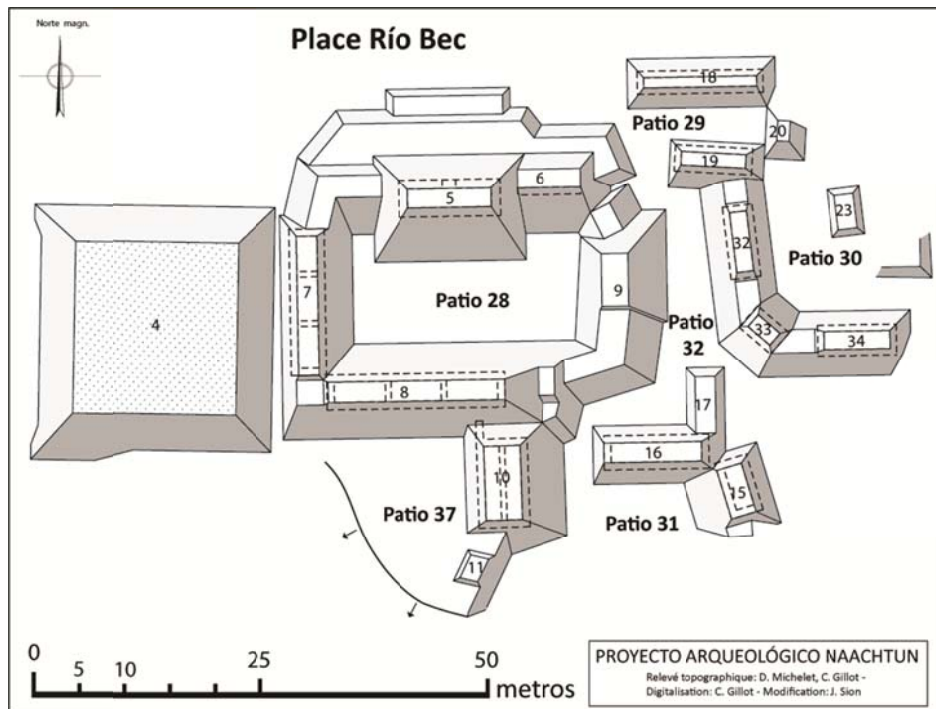 Norte magn.
Place Río Bec
18
Patio 29
20
19
6
5
23
32
7
Patio 28
9
Patio 30
4
Patio
32
33
34
8
17
16
10
15
Patio 37
Patio 31
11
0
5
10
25
50
metros
PROYECTO ARQUEOLÓGICO NAACHTUN
Relevé topographique: D. Michelet, C. Gillot -
Digitalisation: C. Gillot - Modification: J. Sion